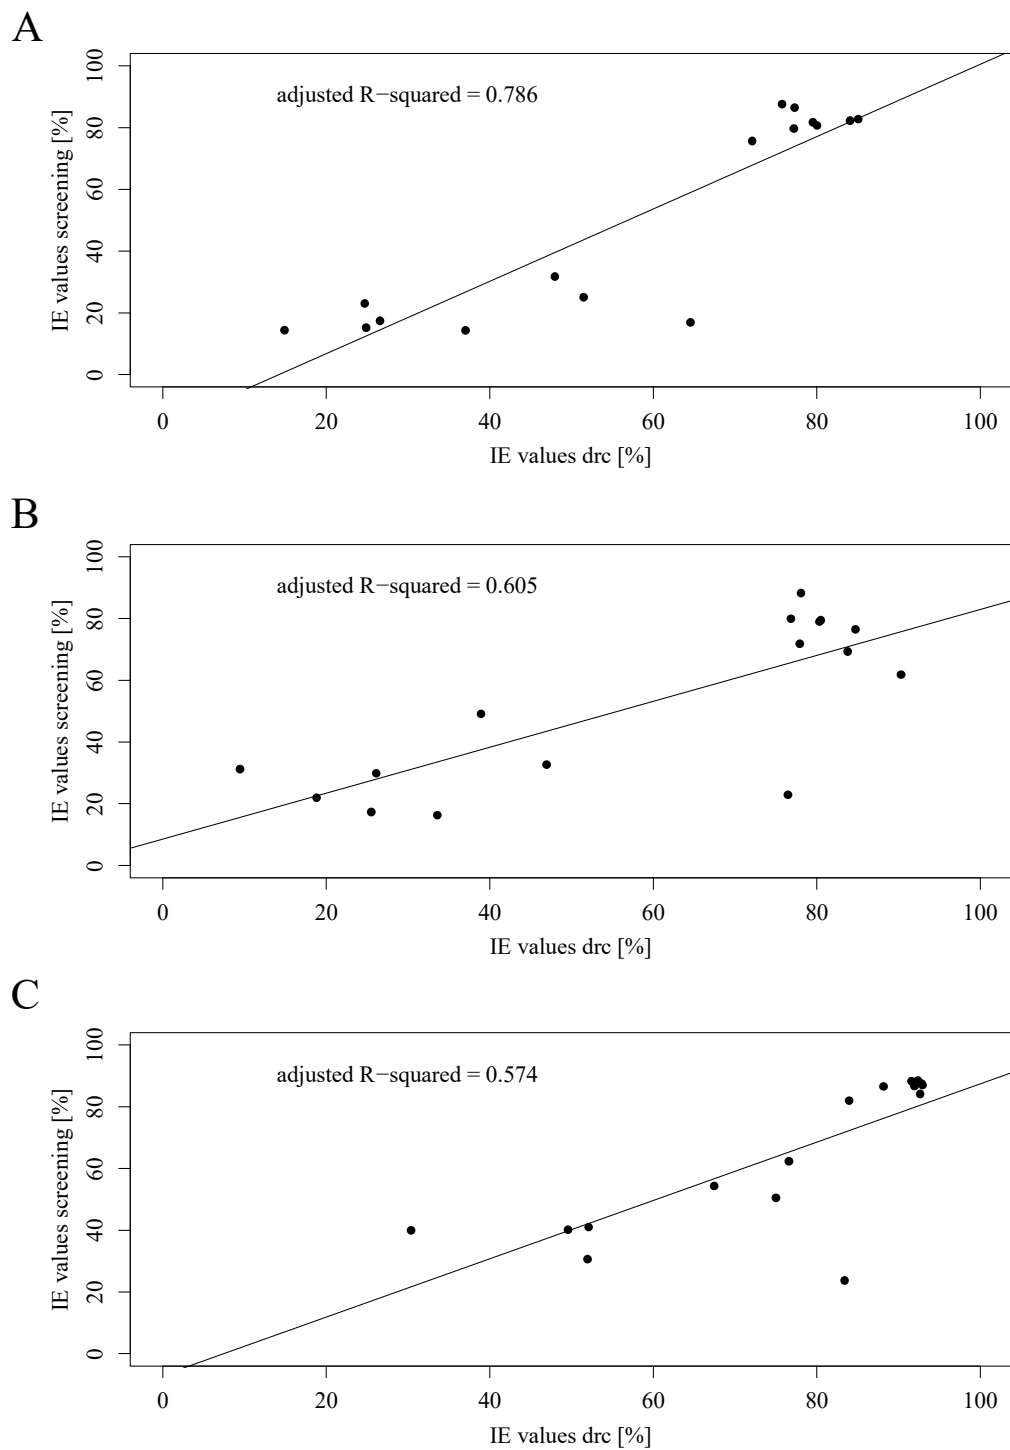 A
adjusted R−squared = 0.786
IE values screening [%]
0 20 40 60 80 100
0 20 40 60 80 100
IE values drc [%]
B
adjusted R−squared = 0.605
IE values screening [%]
0 20 40 60 80 100
0 20 40 60 80 100
IE values drc [%]
C
adjusted R−squared = 0.574
IE values screening [%]
0 20 40 60 80 100
0 20 40 60 80 100
IE values drc [%]